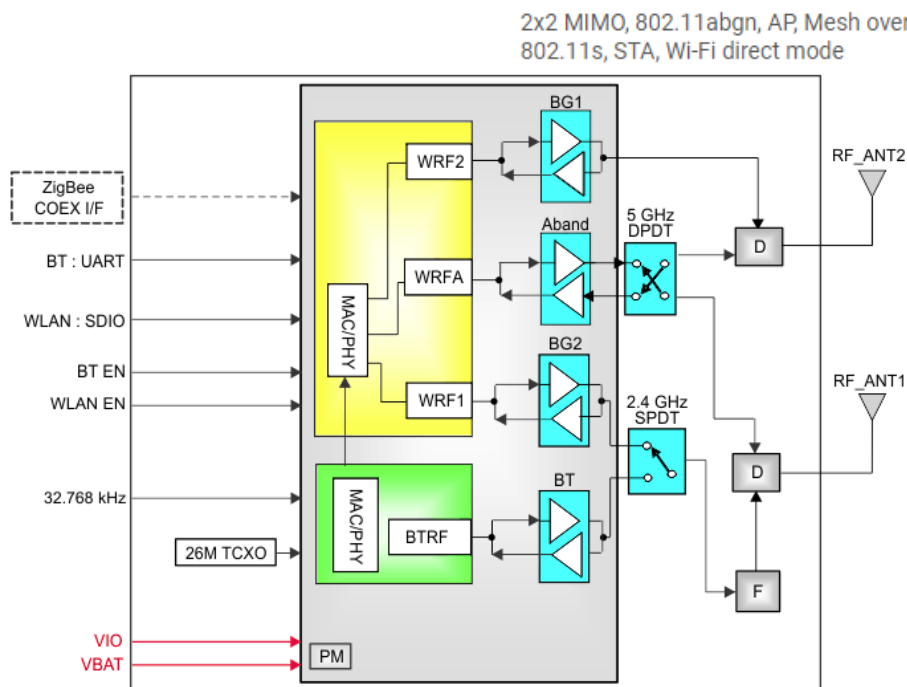 2x2 MIMO, 802.11abgn, AP, Mesh over
802.11s, STA, Wi-Fi direct mode
BG1
WRF2
RF_ANT2
ZigBee
COEX I/F
5 GHz
DPDT
Aband
D
BT : UART
WRFA
MAC/PHY
WLAN : SDIO
BG2
BT EN
RF_ANT1
WLAN EN
WRF1
2.4 GHz
SPDT
D
BT
32.768 kHz
MAC/PHY
BTRF
26M TCXO
F
VIO
PM
VBAT